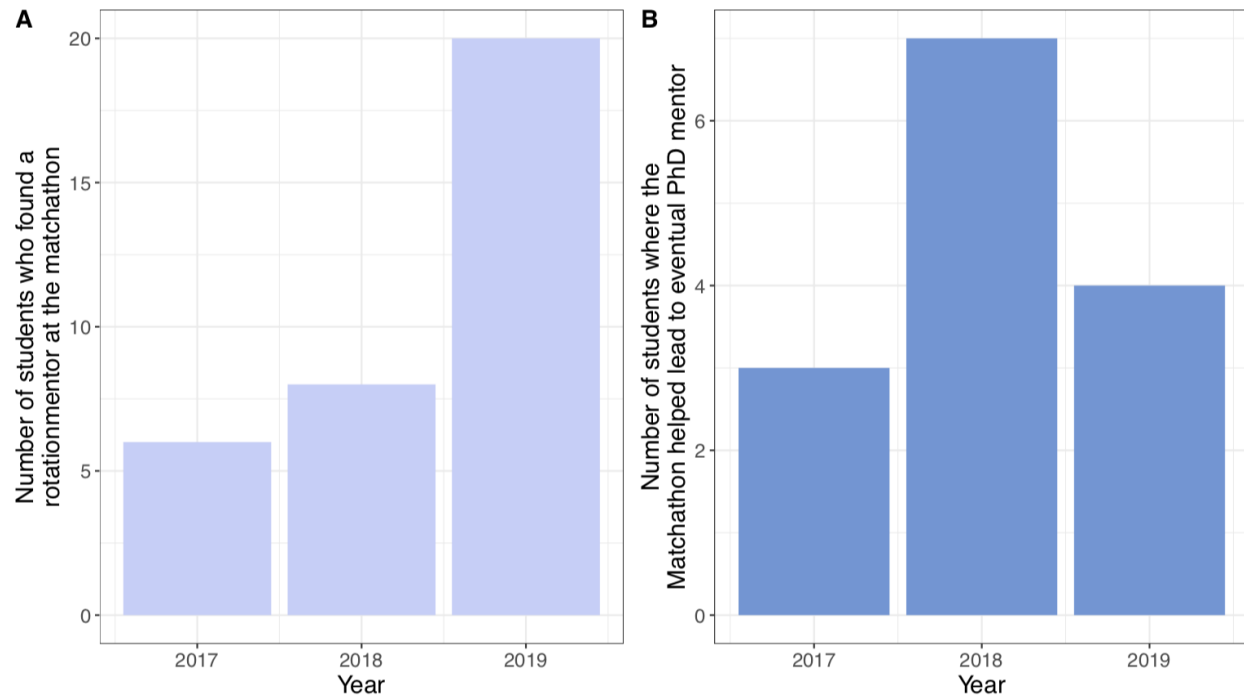 A
Number of students who found a
rotationmentor at the matchathon
20
15
10
5
0
2017
2018
2019
Year
B
Number of students where the
Matchathon helped lead to eventual PhD mentor
6
4
2
0
2017
2018
2019
Year